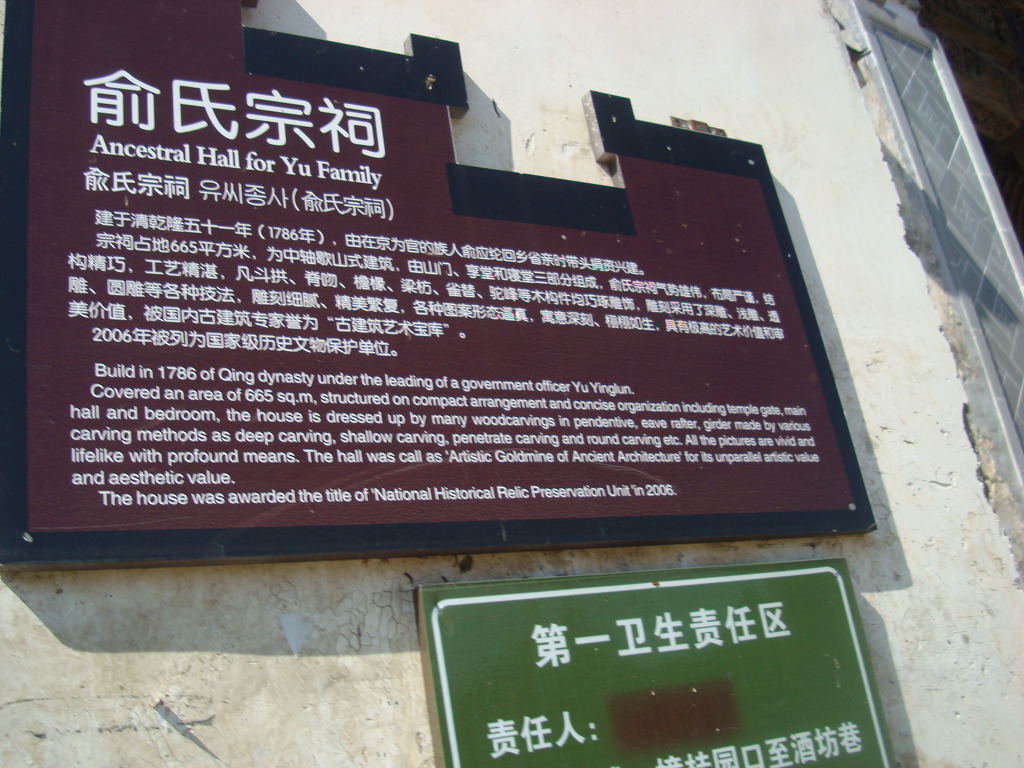 俞氏宗祠
Ancestral Hall for Yu Family
俞氏宗祠 유씨종사(俞氏宗祠)
建于清乾隆五十一年（1786年），由在京为官的族人俞应纶回乡省亲时带头捐资兴建。
宗祠占地665平方米，为中轴歇山式建筑，由山门、享堂和寝堂三部分组成，俞氏宗祠气势雄伟，布局严谨，结
构精巧，工艺精湛，凡斗拱、脊吻、檐椽、梁枋、雀替、驼峰等木构件均巧琢雕饰，雕刻采用了深雕、浅雕、透
雕、圆雕等各种技法，雕刻细腻、精美繁复，各种图案形态逼真，寓意深刻、栩栩如生，具有极高的艺术价值和审
美价值，被国内古建筑专家誉为“古建筑艺术宝库”。
2006年被列为国家级历史文物保护单位。
Build in 1786 of Qing dynasty under the leading of a government officer Yu Yinglun.
Covered an area of 665 sq.m, structured on compact arrangement and concise organization including temple gate, main
hall and bedroom, the house is dressed up by many woodcarvings in pendentive, eave rafter, girder made by various
carving methods as deep carving, shallow carving, penetrate carving and round carving etc. All the pictures are vivid and
lifelike with profound means. The hall was call as 'Artistic Goldmine of Ancient Architecture' for its unparallel artistic value
and aesthetic value.
The house was awarded the title of 'National Historical Relic Preservation Unit 'in 2006.
第一卫生责任区
责任人：
桂园口至酒坊巷